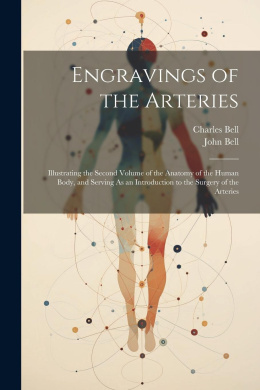 Engravings of
the Arteries
Charles Bell
John Bell
Illustrating the Second Volume of the Anatomy of the Human
Body, and Serving As an Introduction to the Surgery of the
Arteries